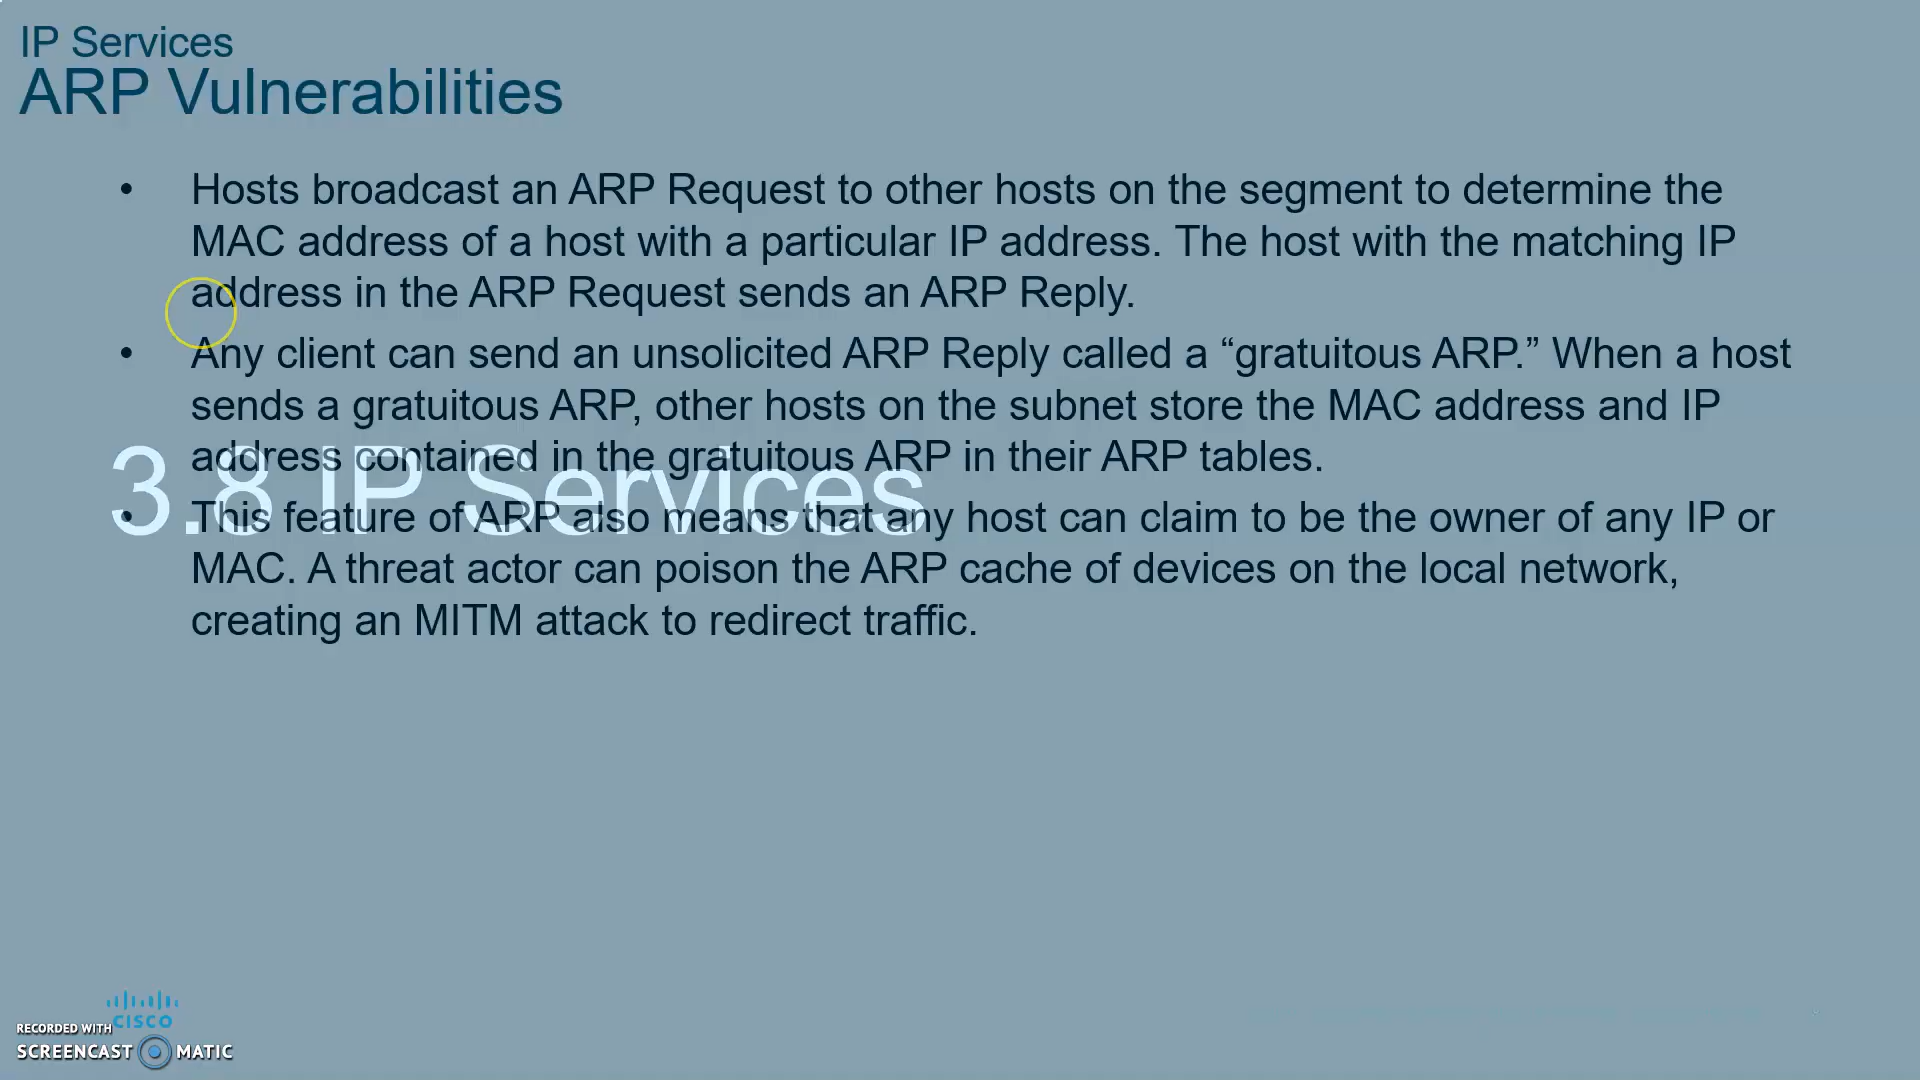 IP Services
ARP Vulnerabilities
• Hosts broadcast an ARP Request to other hosts on the segment to determine the
MAC address of a host with a particular IP address. The host with the matching IP
address in the ARP Request sends an ARP Reply.
• Any client can send an unsolicited ARP Reply called a “gratuitous ARP.” When a host
sends a gratuitous ARP, other hosts on the subnet store the MAC address and IP
address contained in the gratuitous ARP in their ARP tables.
3.8 IP Services
• This feature of ARP also means that any host can claim to be the owner of any IP or
MAC. A threat actor can poison the ARP cache of devices on the local network,
creating an MITM attack to redirect traffic.
CISCO
RECORDED WITH
SCREENCAST MATIC